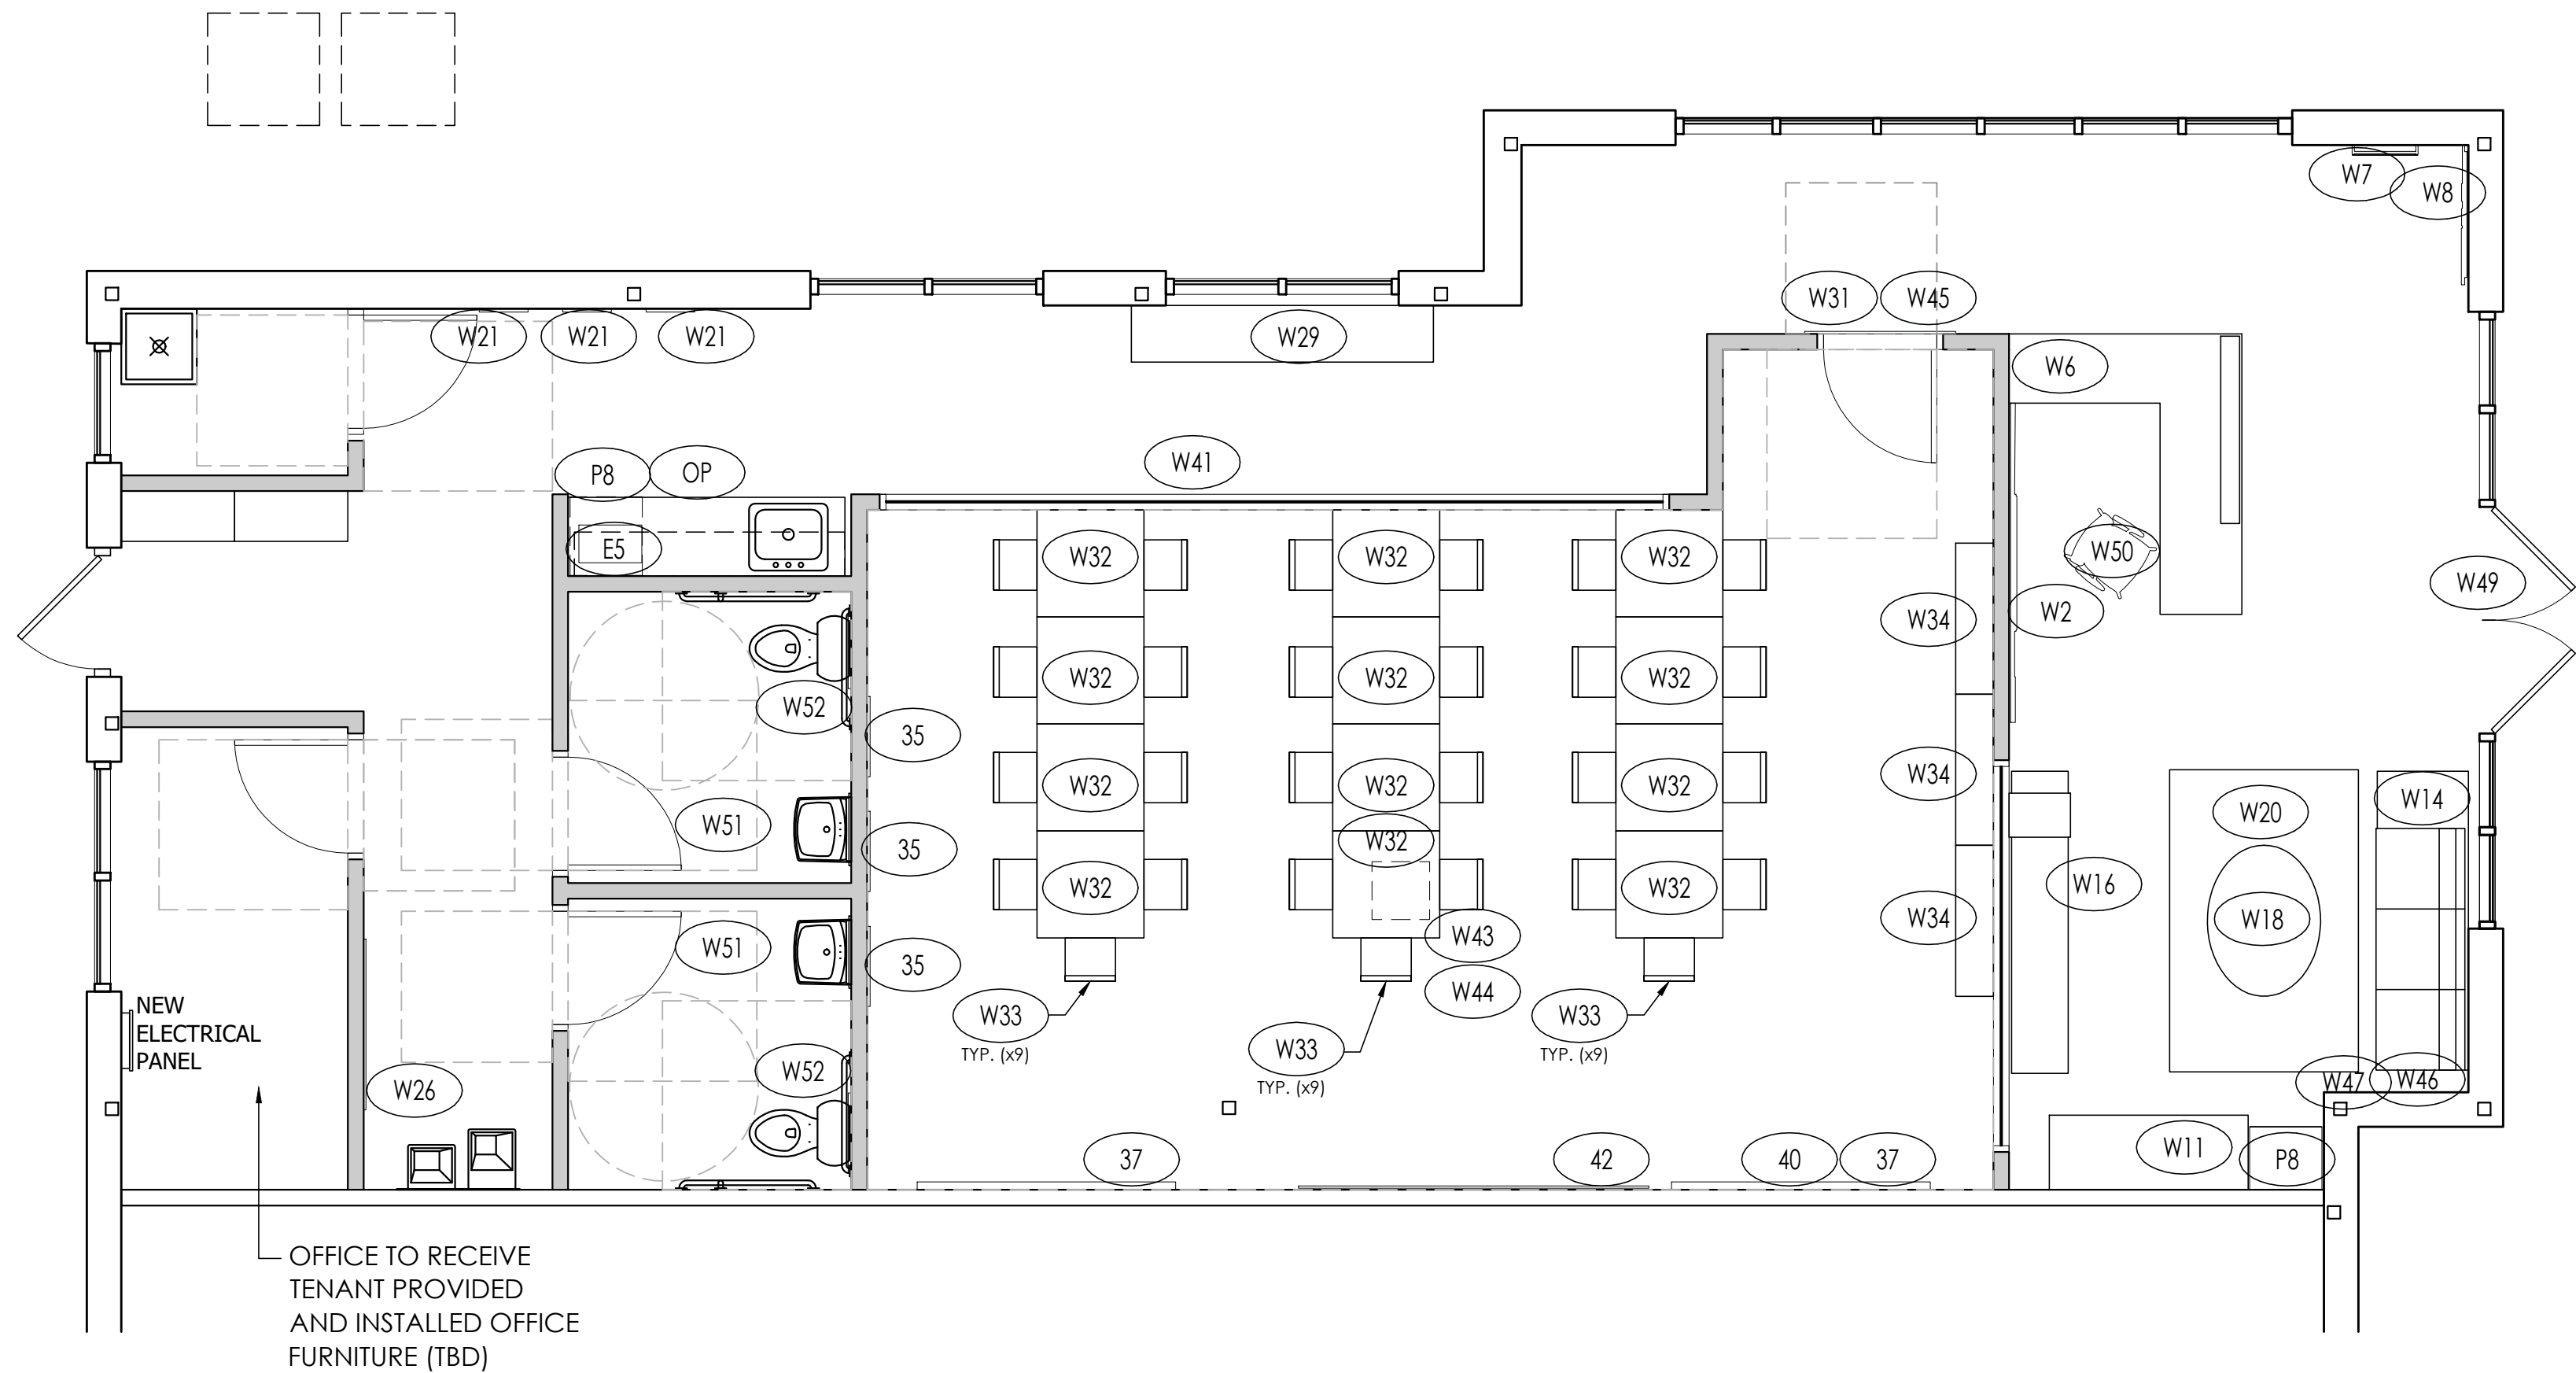 W7
W8
W31 W45
W21 W21 W21
W29
W6
W41
P8 OP
E5
W32 W32 W32
W50
W49
W2
W34
W32 W32 W32
W52
35
W34
W32 W32 W32
W20
W14
W51
W32
35
W32 W32
W16
W34
W18
W51
W43
35
W44
NEW
ELECTRICAL
PANEL
W33
TYP. (x9)
W33
TYP. (x9)
W33
TYP. (x9)
W52
W26
W47 W46
37
42
40
37
W11
P8
OFFICE TO RECEIVE
TENANT PROVIDED
AND INSTALLED OFFICE
FURNITURE (TBD)